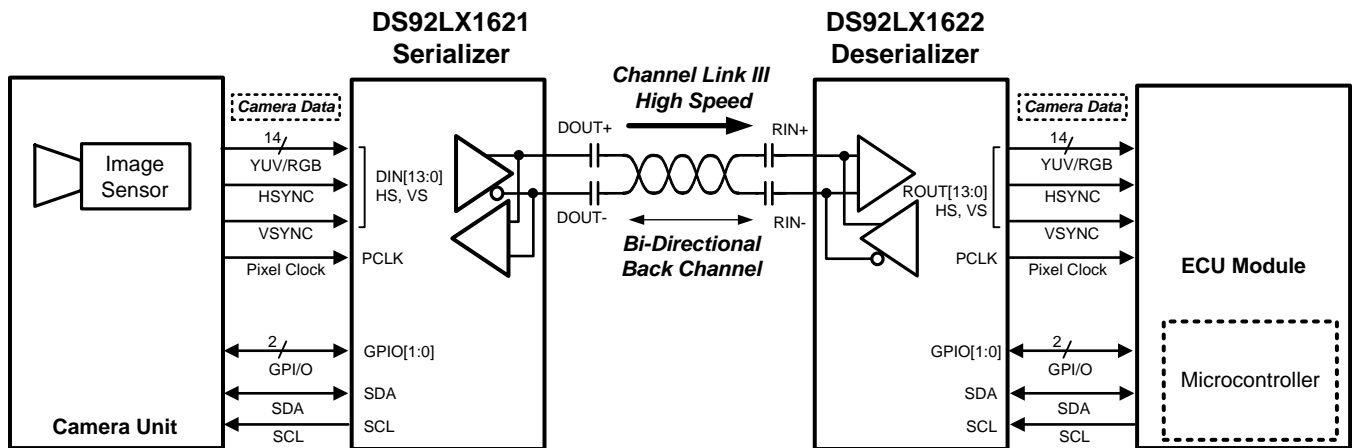 DS92LX1621
Serializer
DS92LX1622
Deserializer
Camera Data
14
YUV/RGB
HSYNC
VSYNC
Pixel Clock
2
GPI/O
SDA
SCL
Image
Sensor
Camera Unit
DIN[13:0]
HS, VS
PCLK
GPIO[1:0]
SDA
SCL
Channel Link III
High Speed
DOUT+
DOUT-
RIN+
RIN-
Bi-Directional
Back Channel
ROUT[13:0]
HS, VS
PCLK
GPIO[1:0]
SDA
SCL
Camera Data
14
YUV/RGB
HSYNC
VSYNC
Pixel Clock
2
GPI/O
SDA
SCL
ECU Module
Microcontroller